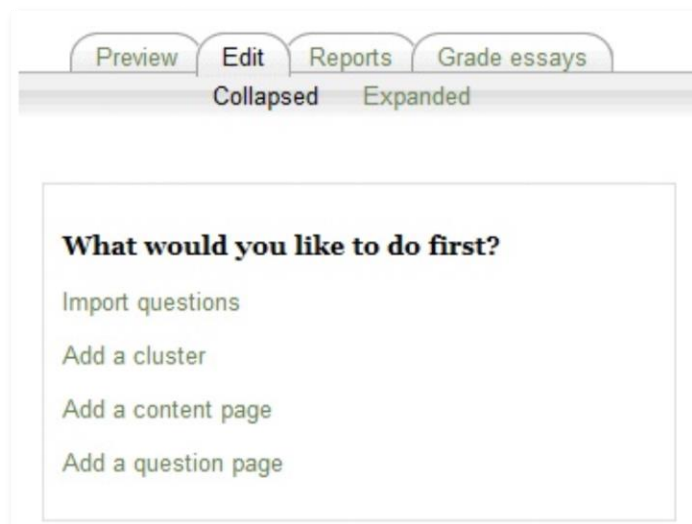 Preview Edit Reports Grade essays
Collapsed Expanded
What would you like to do first?
Import questions
Add a cluster
Add a content page
Add a question page